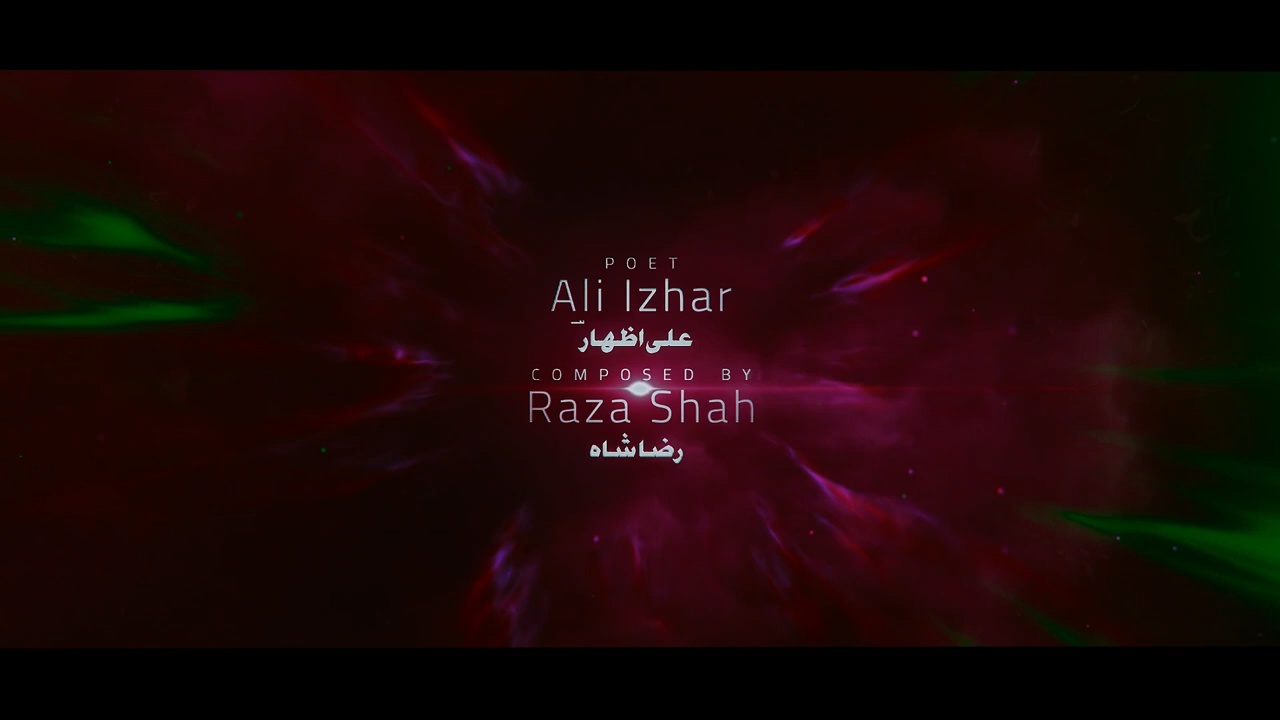 POET
Ali Izhar
علی اظہارؔ
COMPOSED BY
Raza Shah
رضا شاہ